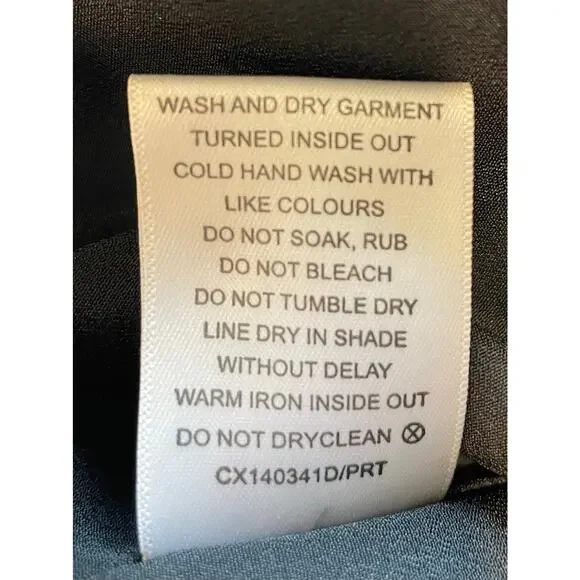 WASH AND DRY GARMENT
TURNED INSIDE OUT
COLD HAND WASH WITH
LIKE COLOURS
DO NOT SOAK, RUB
DO NOT BLEACH
DO NOT TUMBLE DRY
LINE DRY IN SHADE
WITHOUT DELAY
WARM IRON INSIDE OUT
DO NOT DRYCLEAN ⓧ
CX140341D/PRT